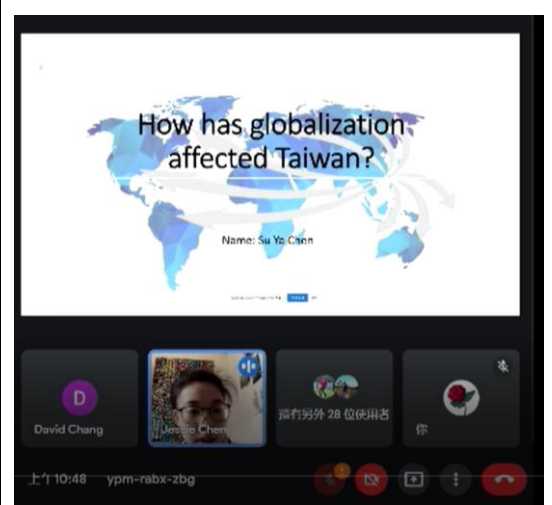 How has globalization
affected Taiwan?
Name: Su Ya Chen
D
David Chang
Jessie Chen
還有另外 28 位使用者
你
上午10:48 ypm-rabx-zbg